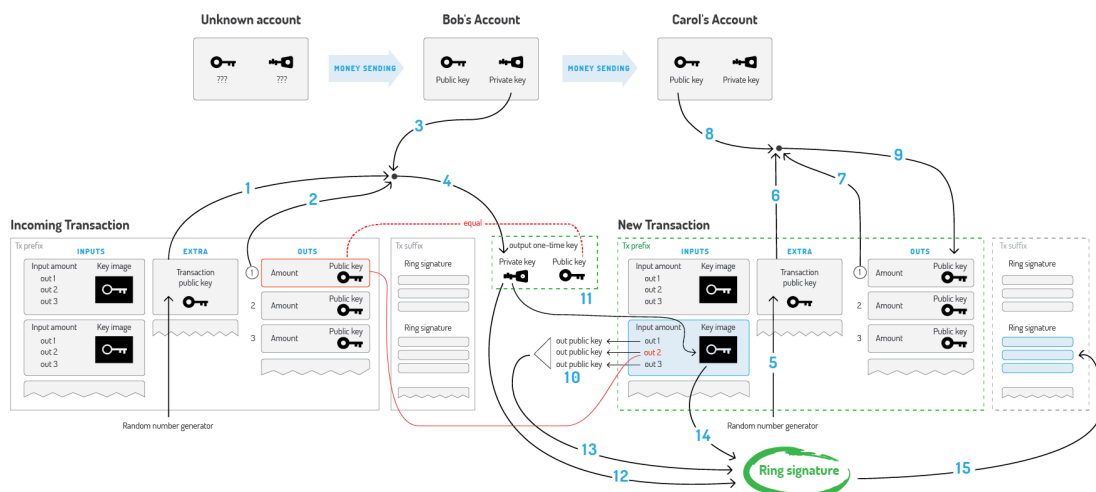 Unknown account
Bob's Account
Carol's Account
???
???
MONEY SENDING
Public key
Private key
MONEY SENDING
Public key
Private key
3
8
9
1
2
4
6
7
Incoming Transaction
equal
New Transaction
Tx prefix
INPUTS
EXTRA
OUTS
Tx suffix
output one-time key
Tx prefix
INPUTS
EXTRA
OUTS
Tx suffix
Input amount
Key image
out 1
out 2
out 3
Transaction
public key
1
Amount
Public key
Ring signature
Private key
Public key
11
Input amount
Key image
out 1
out 2
out 3
Transaction
public key
1
Amount
Public key
Ring signature
2
Amount
Public key
2
Amount
Public key
Input amount
Key image
out 1
out 2
out 3
3
Amount
Public key
Ring signature
out public key
out public key
out public key
10
Input amount
Key image
out 1
out 2
out 3
5
3
Amount
Public key
Ring signature
Random number generator
Random number generator
14
13
12
Ring signature
15